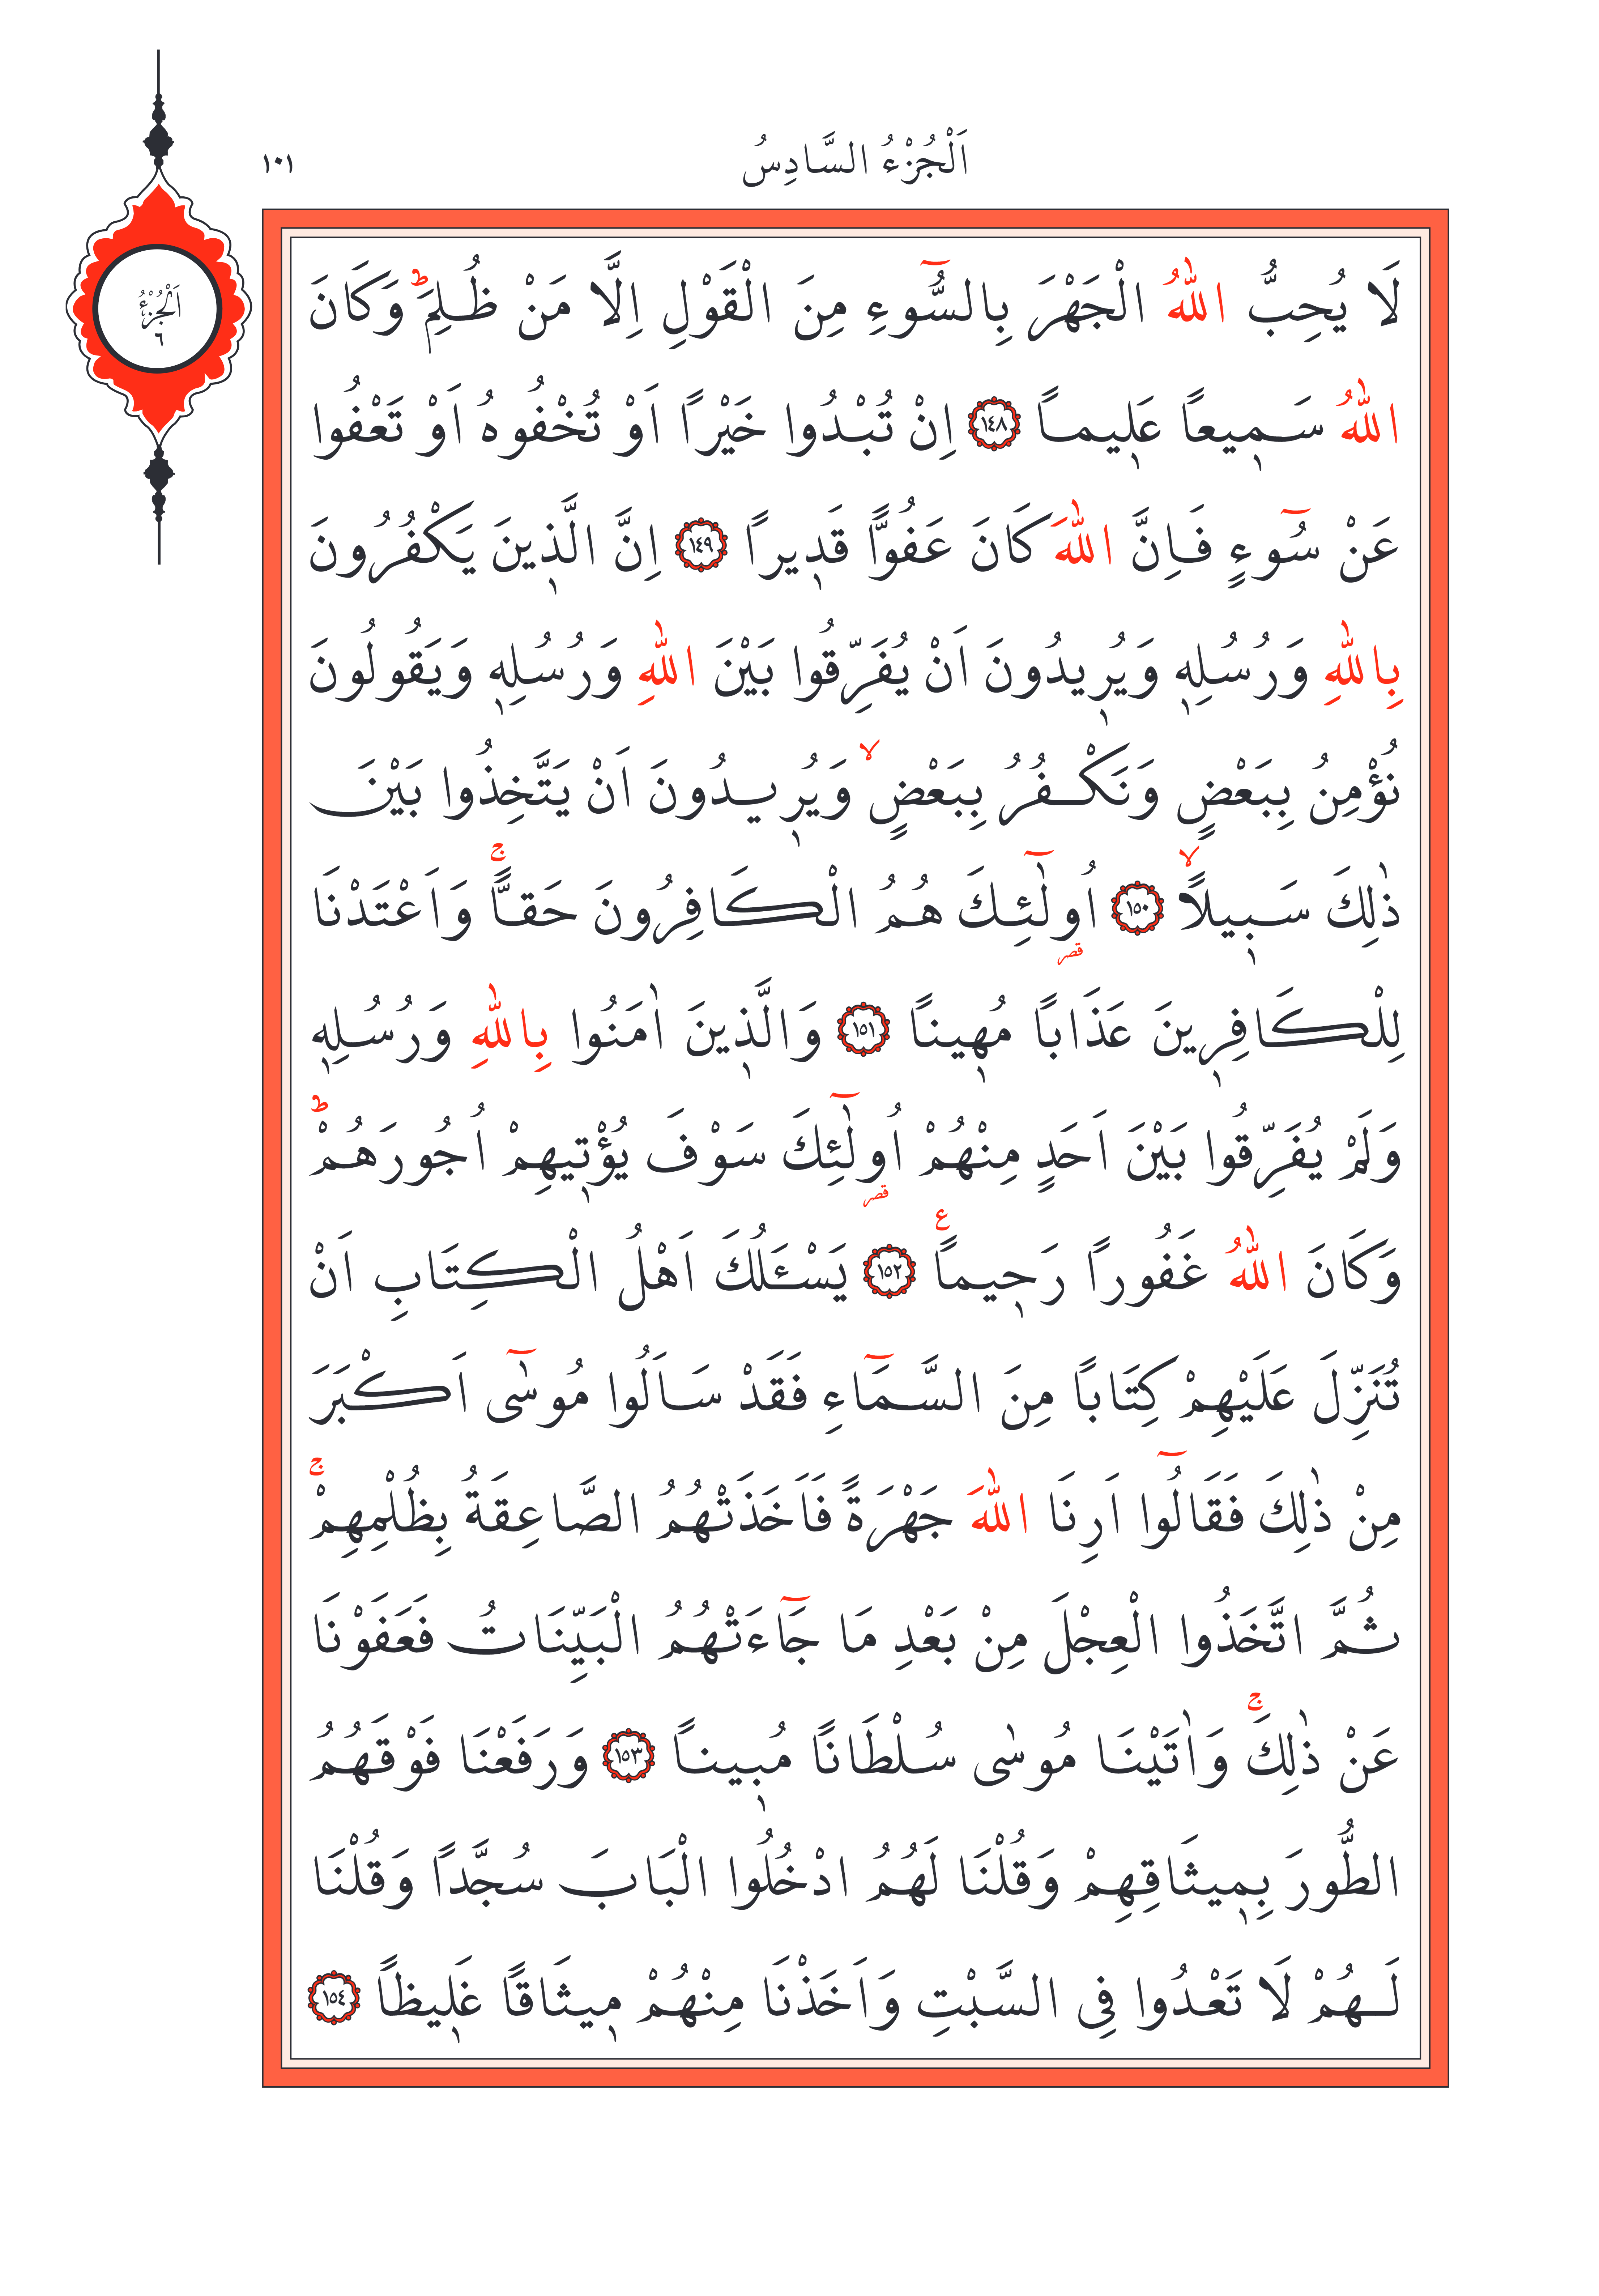 اَلْجُزْءُ السَّادِسُ
١٠١
اَلْجُزْءُ
٦
لَا يُحِبُّ اللّٰهُ الْجَهْرَ بِالسُّٓوءِ مِنَ الْقَوْلِ اِلَّا مَنْ ظُلِمَۜ وَكَانَ
اللّٰهُ سَمٖيعاً عَلٖيماً ﴿١٤٨﴾ اِنْ تُبْدُوا خَيْراً اَوْ تُخْفُوهُ اَوْ تَعْفُوا
عَنْ سُٓوءٍ فَاِنَّ اللّٰهَ كَانَ عَفُواًّ قَدٖيراً ﴿١٤٩﴾ اِنَّ الَّذٖينَ يَكْفُرُونَ
بِاللّٰهِ وَرُسُلِهٖ وَيُرٖيدُونَ اَنْ يُفَرِّقُوا بَيْنَ اللّٰهِ وَرُسُلِهٖ وَيَقُولُونَ
نُؤْمِنُ بِبَعْضٍ وَنَكْفُرُ بِبَعْضٍۙ وَيُرٖيدُونَ اَنْ يَتَّخِذُوا بَيْنَ
ذٰلِكَ سَبٖيلاًۙ ﴿١٥٠﴾ اُو۬لٰٓئِكَ هُمُ الْكَافِرُونَ حَقاًّۚ وَاَعْتَدْنَا
لِلْكَافِرٖينَ عَذَاباً مُهٖيناً ﴿١٥١﴾ وَالَّذٖينَ اٰمَنُوا بِاللّٰهِ وَرُسُلِهٖ
وَلَمْ يُفَرِّقُوا بَيْنَ اَحَدٍ مِنْهُمْ اُو۬لٰٓئِكَ سَوْفَ يُؤْتٖيهِمْ اُجُورَهُمْۜ
وَكَانَ اللّٰهُ غَفُوراً رَحٖيماًࣖ ﴿١٥٢﴾ يَسْـَٔلُكَ اَهْلُ الْكِتَابِ اَنْ
تُنَزِّلَ عَلَيْهِمْ كِتَاباً مِنَ السَّمَٓاءِ فَقَدْ سَاَلُوا مُوسٰٓى اَكْبَرَ
مِنْ ذٰلِكَ فَقَالُٓوا اَرِنَا اللّٰهَ جَهْرَةً فَاَخَذَتْهُمُ الصَّاعِقَةُ بِظُلْمِهِمْۚ
ثُمَّ اتَّخَذُوا الْعِجْلَ مِنْ بَعْدِ مَا جَٓاءَتْهُمُ الْبَيِّنَاتُ فَعَفَوْنَا
عَنْ ذٰلِكَۚ وَاٰتَيْنَا مُوسٰى سُلْطَاناً مُبٖيناً ﴿١٥٣﴾ وَرَفَعْنَا فَوْقَهُمُ
الطُّورَ بِمٖيثَاقِهِمْ وَقُلْنَا لَهُمُ ادْخُلُوا الْبَابَ سُجَّداً وَقُلْنَا
لَهُمْ لَا تَعْدُوا فِى السَّبْتِ وَاَخَذْنَا مِنْهُمْ مٖيثَاقاً غَلٖيظاً ﴿١٥٤﴾